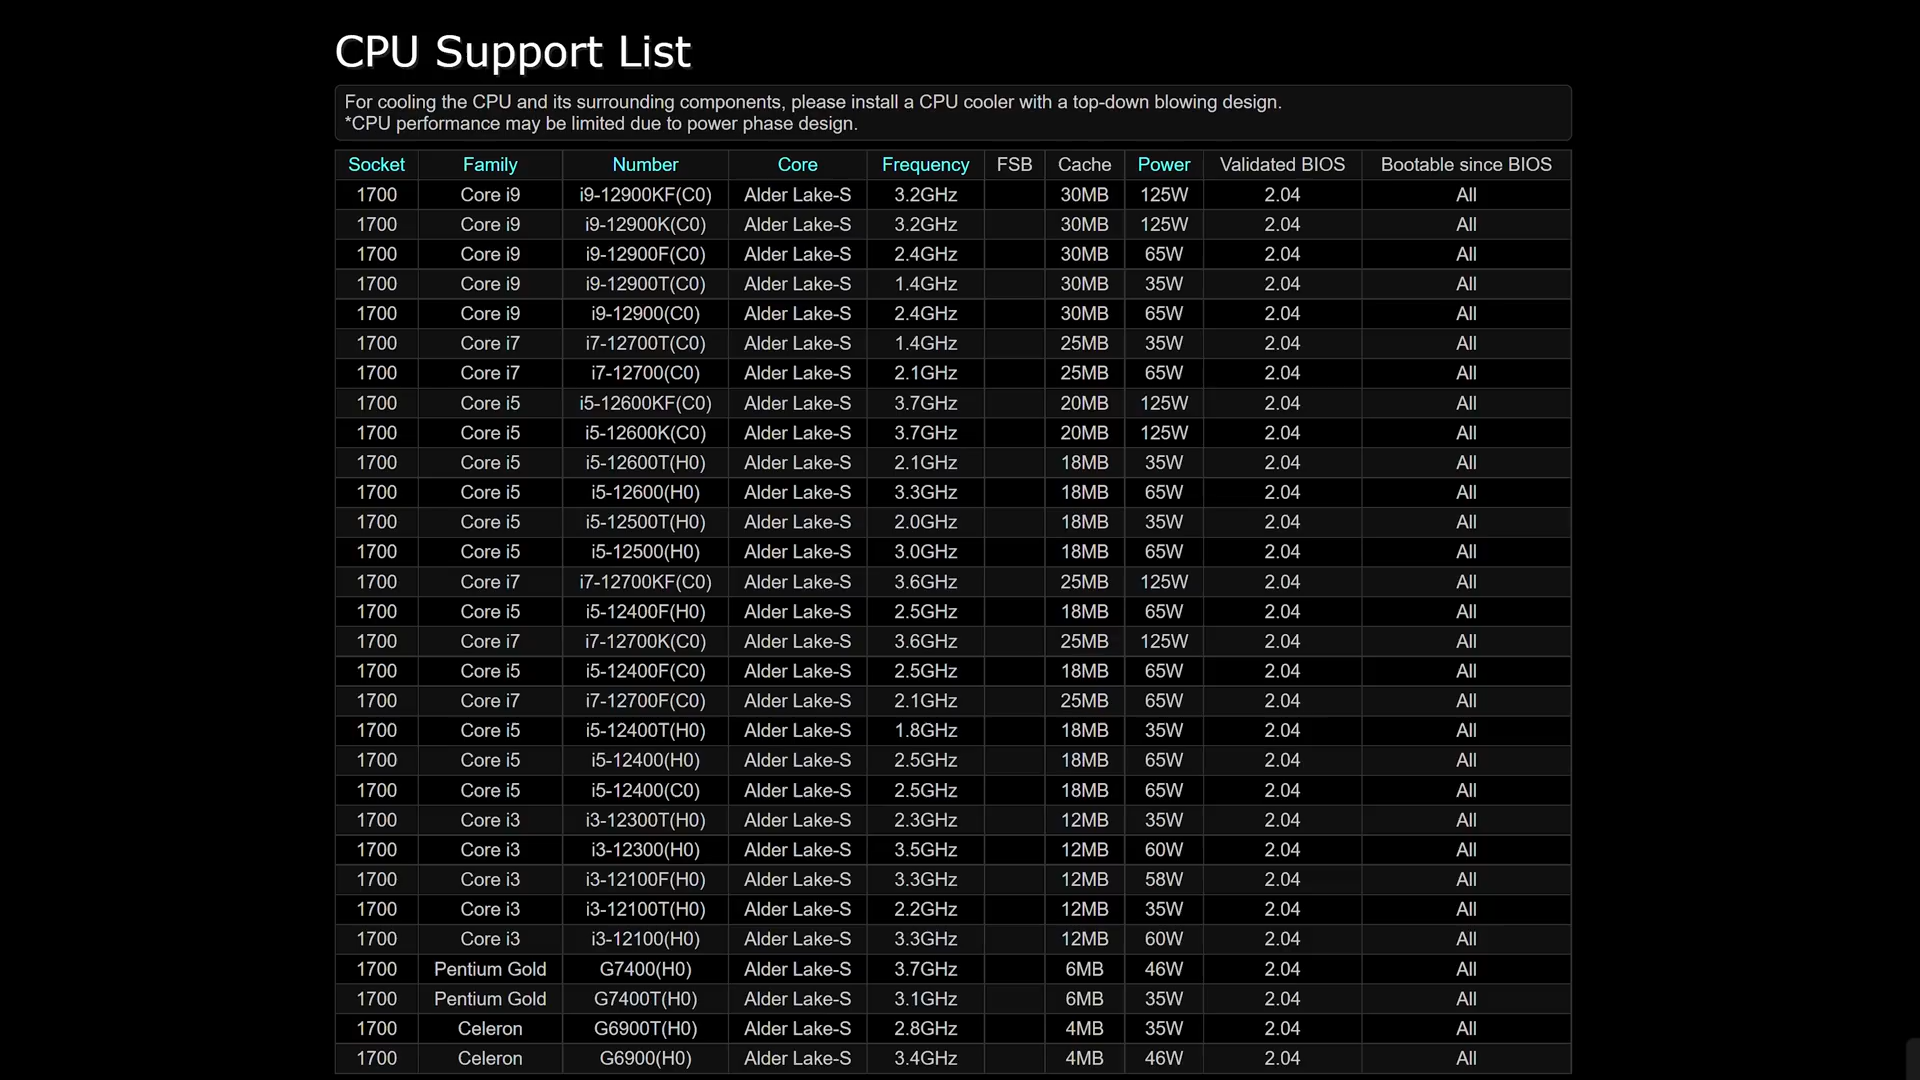 CPU Support List
For cooling the CPU and its surrounding components, please install a CPU cooler with a top-down blowing design.
*CPU performance may be limited due to power phase design.
Socket Family Number Core Frequency FSB Cache Power Validated BIOS Bootable since BIOS
1700 Core i9 i9-12900KF(C0) Alder Lake-S 3.2GHz 30MB 125W 2.04 All
1700 Core i9 i9-12900K(C0) Alder Lake-S 3.2GHz 30MB 125W 2.04 All
1700 Core i9 i9-12900F(C0) Alder Lake-S 2.4GHz 30MB 65W 2.04 All
1700 Core i9 i9-12900T(C0) Alder Lake-S 1.4GHz 30MB 35W 2.04 All
1700 Core i9 i9-12900(C0) Alder Lake-S 2.4GHz 30MB 65W 2.04 All
1700 Core i7 i7-12700T(C0) Alder Lake-S 1.4GHz 25MB 35W 2.04 All
1700 Core i7 i7-12700(C0) Alder Lake-S 2.1GHz 25MB 65W 2.04 All
1700 Core i5 i5-12600KF(C0) Alder Lake-S 3.7GHz 20MB 125W 2.04 All
1700 Core i5 i5-12600K(C0) Alder Lake-S 3.7GHz 20MB 125W 2.04 All
1700 Core i5 i5-12600T(H0) Alder Lake-S 2.1GHz 18MB 35W 2.04 All
1700 Core i5 i5-12600(H0) Alder Lake-S 3.3GHz 18MB 65W 2.04 All
1700 Core i5 i5-12500T(H0) Alder Lake-S 2.0GHz 18MB 35W 2.04 All
1700 Core i5 i5-12500(H0) Alder Lake-S 3.0GHz 18MB 65W 2.04 All
1700 Core i7 i7-12700KF(C0) Alder Lake-S 3.6GHz 25MB 125W 2.04 All
1700 Core i5 i5-12400F(H0) Alder Lake-S 2.5GHz 18MB 65W 2.04 All
1700 Core i7 i7-12700K(C0) Alder Lake-S 3.6GHz 25MB 125W 2.04 All
1700 Core i5 i5-12400F(C0) Alder Lake-S 2.5GHz 18MB 65W 2.04 All
1700 Core i7 i7-12700F(C0) Alder Lake-S 2.1GHz 25MB 65W 2.04 All
1700 Core i5 i5-12400T(H0) Alder Lake-S 1.8GHz 18MB 35W 2.04 All
1700 Core i5 i5-12400(H0) Alder Lake-S 2.5GHz 18MB 65W 2.04 All
1700 Core i5 i5-12400(C0) Alder Lake-S 2.5GHz 18MB 65W 2.04 All
1700 Core i3 i3-12300T(H0) Alder Lake-S 2.3GHz 12MB 35W 2.04 All
1700 Core i3 i3-12300(H0) Alder Lake-S 3.5GHz 12MB 60W 2.04 All
1700 Core i3 i3-12100F(H0) Alder Lake-S 3.3GHz 12MB 58W 2.04 All
1700 Core i3 i3-12100T(H0) Alder Lake-S 2.2GHz 12MB 35W 2.04 All
1700 Core i3 i3-12100(H0) Alder Lake-S 3.3GHz 12MB 60W 2.04 All
1700 Pentium Gold G7400(H0) Alder Lake-S 3.7GHz 6MB 46W 2.04 All
1700 Pentium Gold G7400T(H0) Alder Lake-S 3.1GHz 6MB 35W 2.04 All
1700 Celeron G6900T(H0) Alder Lake-S 2.8GHz 4MB 35W 2.04 All
1700 Celeron G6900(H0) Alder Lake-S 3.4GHz 4MB 46W 2.04 All